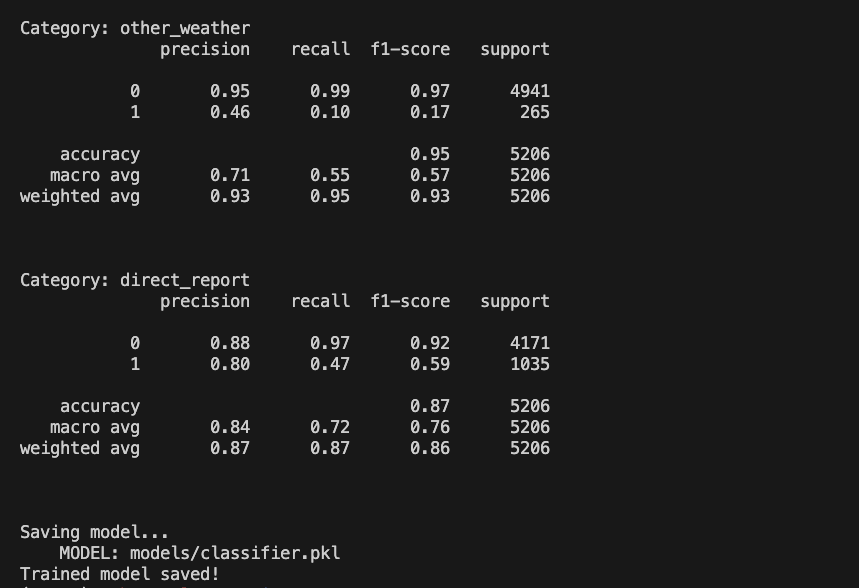 Category: other_weather
precision recall f1-score support
0 0.95 0.99 0.97 4941
1 0.46 0.10 0.17 265
accuracy 0.95 5206
macro avg 0.71 0.55 0.57 5206
weighted avg 0.93 0.95 0.93 5206
Category: direct_report
precision recall f1-score support
0 0.88 0.97 0.92 4171
1 0.80 0.47 0.59 1035
accuracy 0.87 5206
macro avg 0.84 0.72 0.76 5206
weighted avg 0.87 0.87 0.86 5206
Saving model...
MODEL: models/classifier.pkl
Trained model saved!